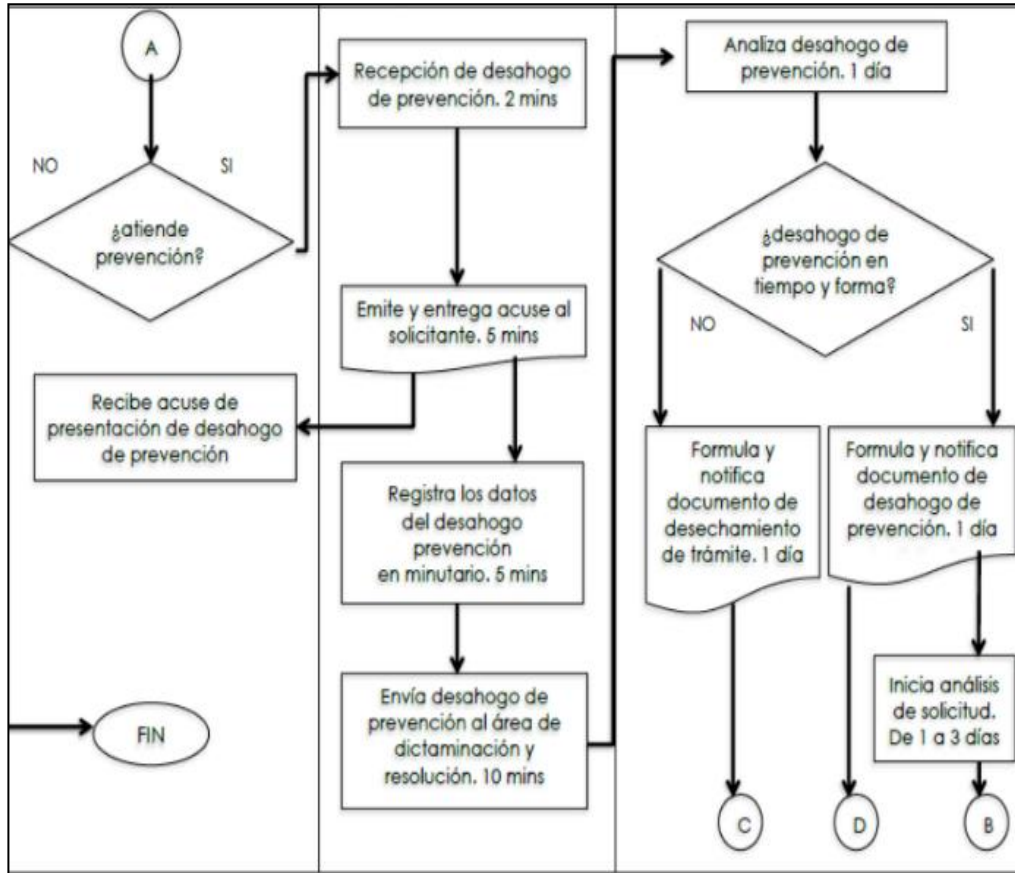 A
NO
SI
¿atiende
prevención?
Recibe acuse de
presentación de desahogo
de prevención
FIN
Recepción de desahogo
de prevención. 2 mins
Emite y entrega acuse al
solicitante. 5 mins
Registra los datos
del desahogo
prevención
en minutario. 5 mins
Envía desahogo de
prevención al área de
dictaminación y
resolución. 10 mins
Analiza desahogo de
prevención. 1 día
¿desahogo de
prevención en
tiempo y forma?
NO
SI
Formula y
notifica
documento de
desechamiento
de trámite. 1 día
Formula y notifica
documento de
desahogo de
prevención. 1 día
Inicia análisis
de solicitud.
De 1 a 3 días
C
D
B